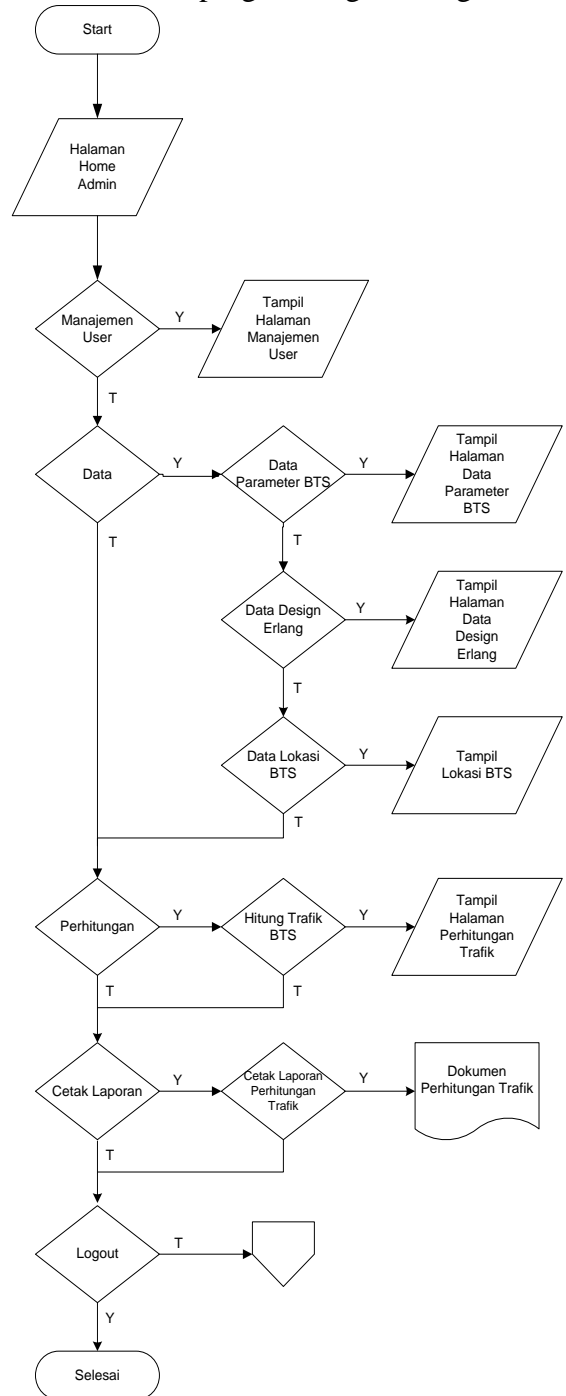 Start
Halaman
Home
Admin
Manajemen
User
Y
Tampil
Halaman
Manajemen
User
T
Data
Y
Data
Parameter BTS
Y
Tampil
Halaman
Data
Parameter
BTS
T
T
Data Design
Erlang
Y
Tampil
Halaman
Data
Design
Erlang
T
Data Lokasi
BTS
Y
Tampil
Lokasi BTS
T
Perhitungan
Y
Hitung Trafik
BTS
Y
Tampil
Halaman
Perhitungan
Trafik
T
T
Cetak Laporan
Y
Cetak Laporan
Perhitungan
Trafik
Y
Dokumen
Perhitungan Trafik
T
Logout
T
Y
Selesai